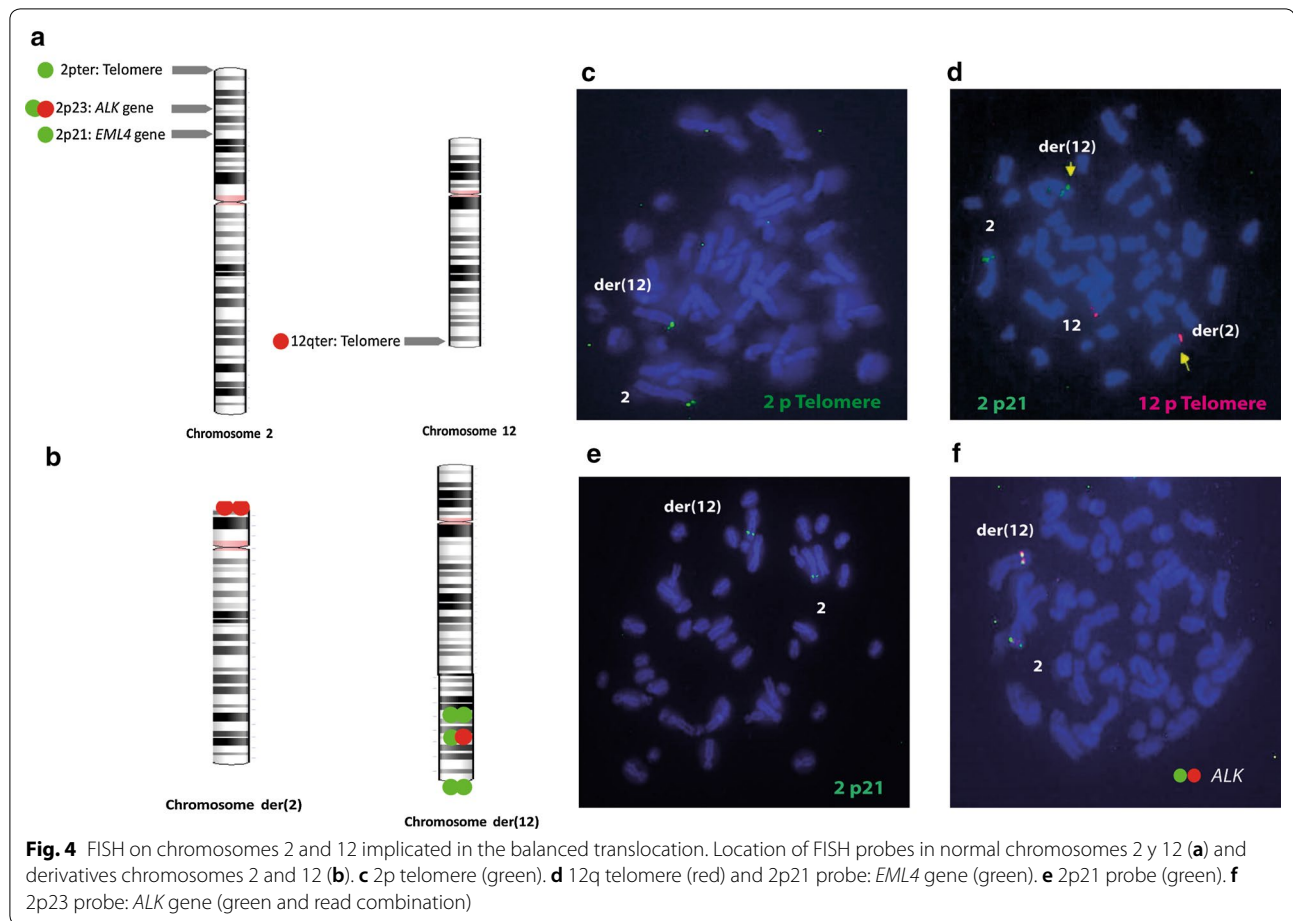 a
2pter: Telomere
2p23: ALK gene
2p21: EML4 gene
12qter: Telomere
Chromosome 2
Chromosome 12
b
Chromosome der(2)
Chromosome der(12)
c
der(12)
2
2 p Telomere
d
der(12)
2
12
der(2)
2 p21
12 p Telomere
e
der(12)
2
2 p21
f
der(12)
2
ALK
Fig. 4 FISH on chromosomes 2 and 12 implicated in the balanced translocation. Location of FISH probes in normal chromosomes 2 y 12 (a) and
derivatives chromosomes 2 and 12 (b). c 2p telomere (green). d 12q telomere (red) and 2p21 probe: EML4 gene (green). e 2p21 probe (green). f
2p23 probe: ALK gene (green and read combination)